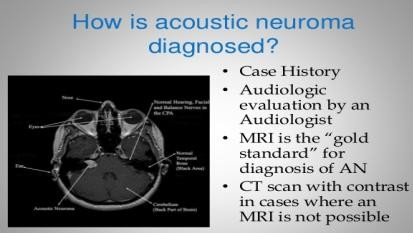 How is acoustic neuroma
diagnosed?
• Case History
• Audiologic
evaluation by an
Audiologist
• MRI is the “gold
standard” for
diagnosis of AN
• CT scan with contrast
in cases where an
MRI is not possible
Nose
Normal Hearing, Facial
and Balance Nerves in
the CPA
Eyes
Normal
Temporal
Bone
(Black Area)
Ear
Acoustic Neuroma
Cerebellum
(Back Part of Brain)